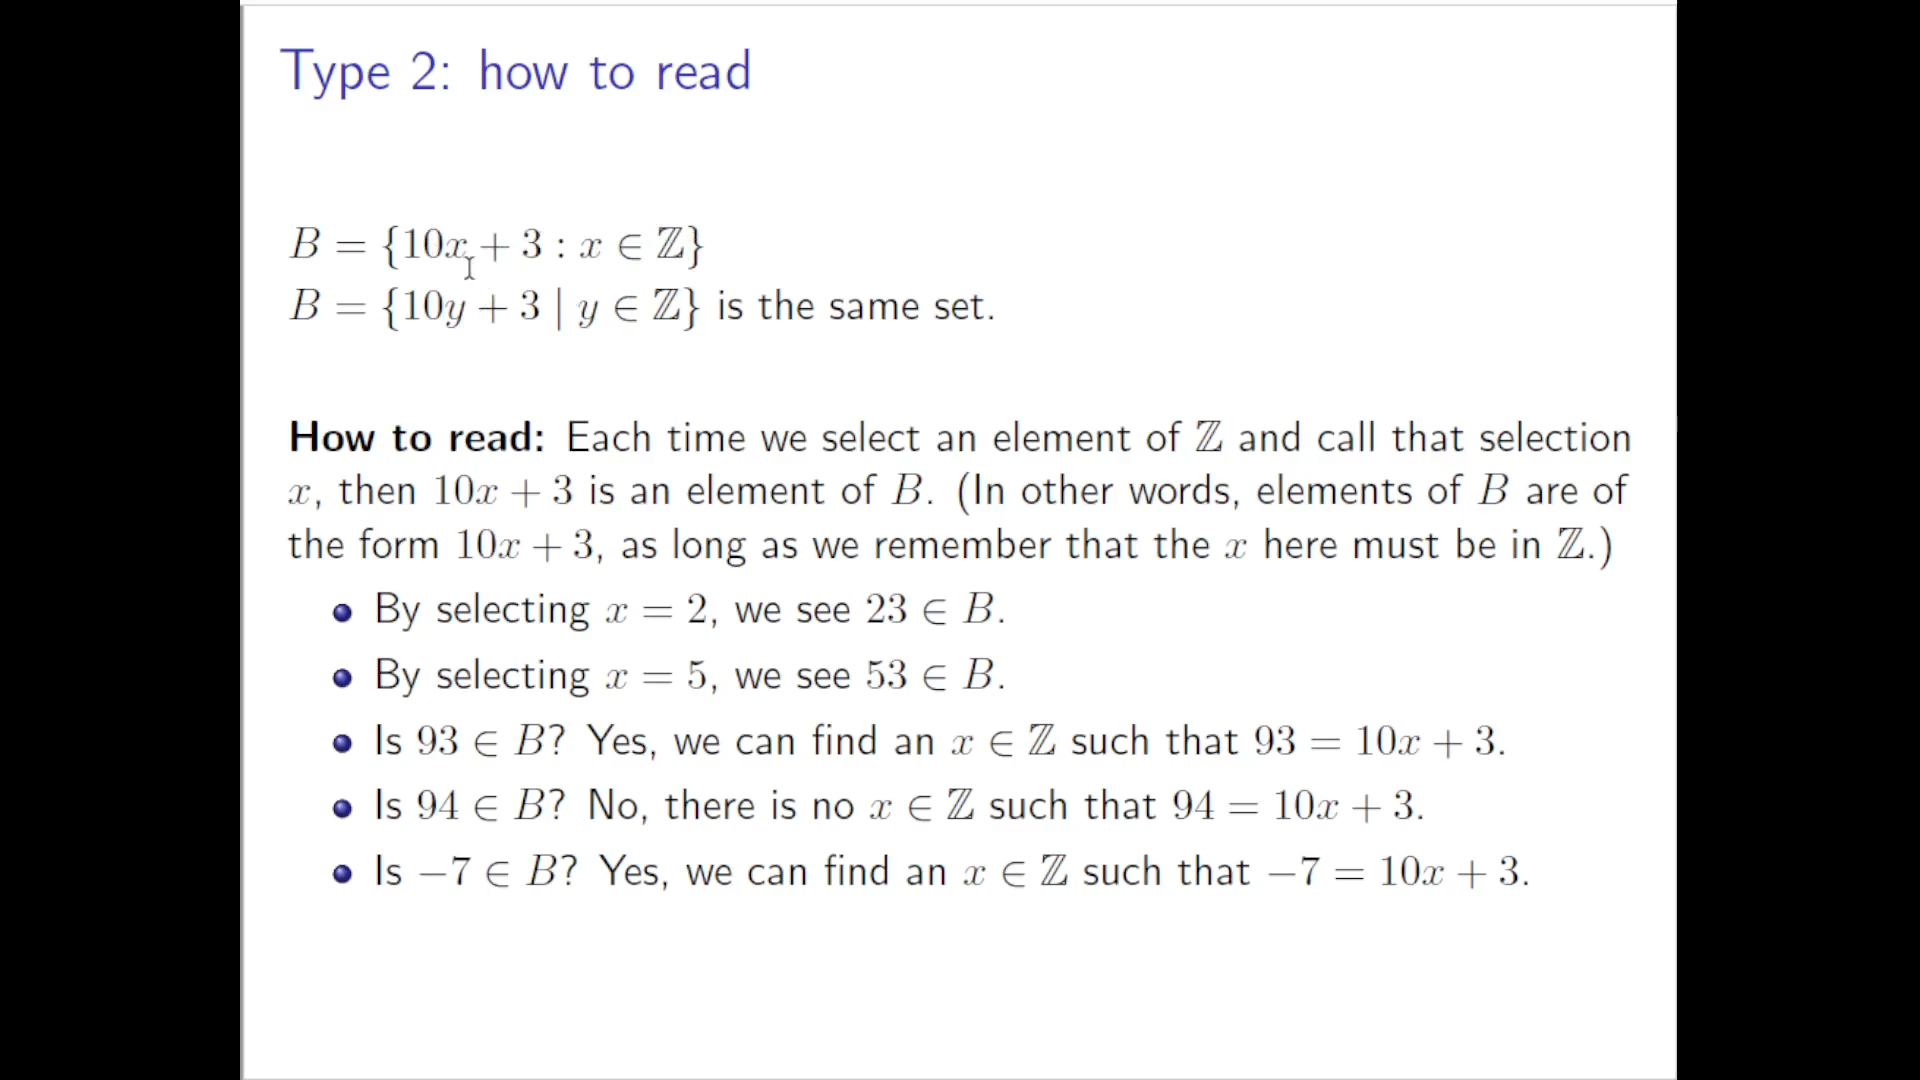 Type 2: how to read
B = {10x + 3 : x ∈ ℤ}
B = {10y + 3 | y ∈ ℤ} is the same set.
How to read: Each time we select an element of ℤ and call that selection
x, then 10x + 3 is an element of B. (In other words, elements of B are of
the form 10x + 3, as long as we remember that the x here must be in ℤ.)
By selecting x = 2, we see 23 ∈ B.
By selecting x = 5, we see 53 ∈ B.
Is 93 ∈ B? Yes, we can find an x ∈ ℤ such that 93 = 10x + 3.
Is 94 ∈ B? No, there is no x ∈ ℤ such that 94 = 10x + 3.
Is −7 ∈ B? Yes, we can find an x ∈ ℤ such that −7 = 10x + 3.